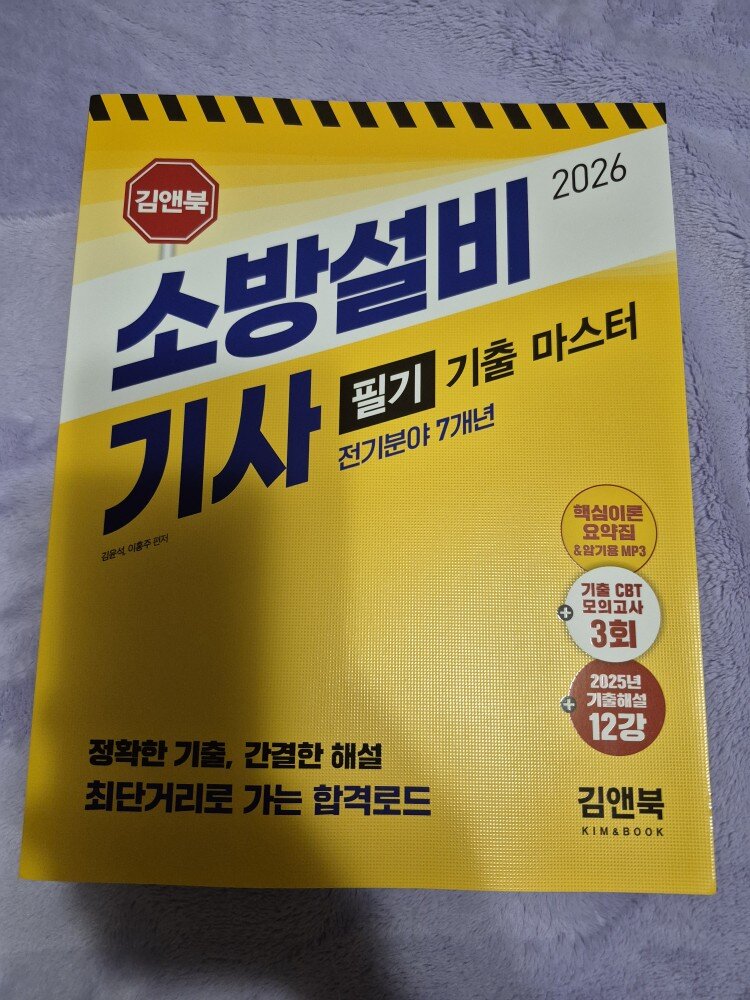 김앤북
2026
소방설비
기사 필기 기출 마스터
전기분야 7개년
김윤석, 이홍주 편저
핵심이론
요약집
& 암기용 MP3
+
기출 CBT
모의고사
3회
+
2025년
기출해설
12강
정확한 기출, 간결한 해설
최단거리로 가는 합격로드
김앤북
KIM&BOOK